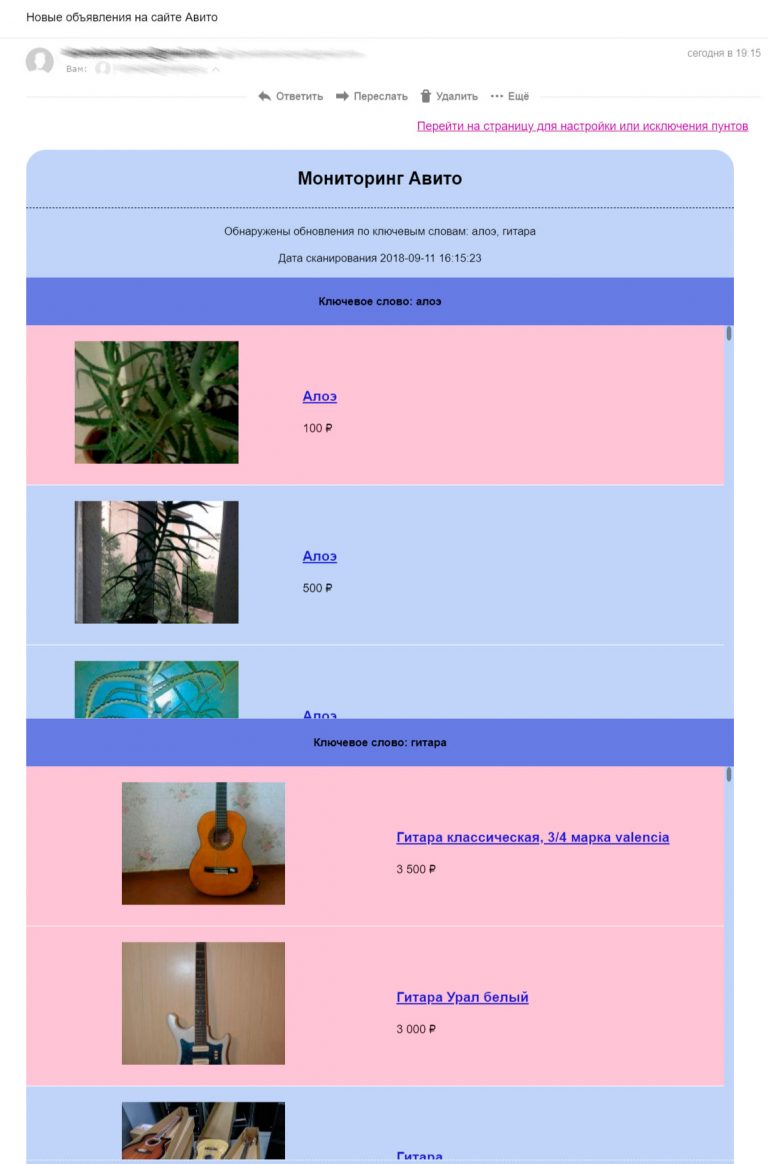 Новые объявления на сайте Авито
сегодня в 19:15
Вам:
Ответить Переслать Удалить ··· Ещё
Перейти на страницу для настройки или исключения пунтов
Мониторинг Авито
Обнаружены обновления по ключевым словам: алоэ, гитара
Дата сканирования 2018-09-11 16:15:23
Ключевое слово: алоэ
Алоэ
100 ₽
Алоэ
500 ₽
Алоэ
Ключевое слово: гитара
Гитара классическая, 3/4 марка valencia
3 500 ₽
Гитара Урал белый
3 000 ₽
Гитара